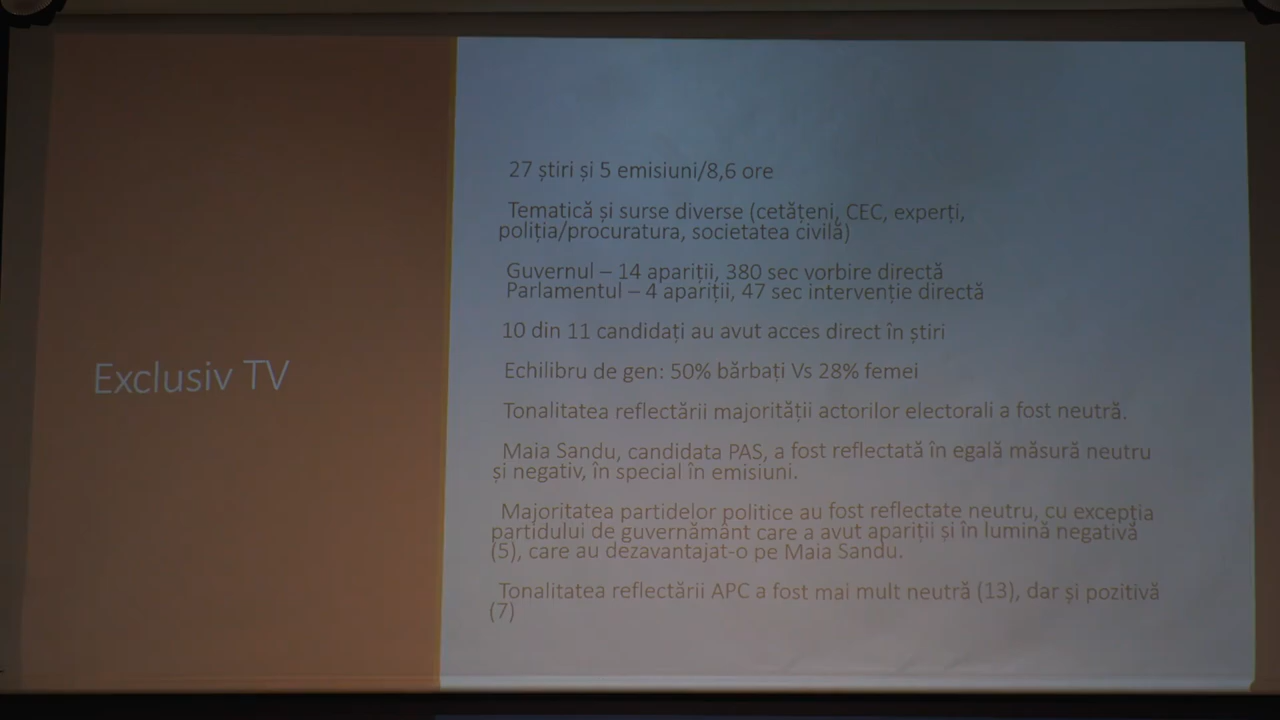 Exclusiv TV
27 știri și 5 emisiuni/8,6 ore
Tematică și surse diverse (cetățeni, CEC, experți,
poliția/procuratura, societatea civilă)
Guvernul – 14 apariții, 380 sec vorbire directă
Parlamentul – 4 apariții, 47 sec intervenție directă
10 din 11 candidați au avut acces direct în știri
Echilibru de gen: 50% bărbați Vs 28% femei
Tonalitatea reflectării majorității actorilor electorali a fost neutră.
Maia Sandu, candidata PAS, a fost reflectată în egală măsură neutru
și negativ, în special în emisiuni.
Majoritatea partidelor politice au fost reflectate neutru, cu excepția
partidului de guvernământ care a avut apariții și în lumină negativă
(5), care au dezavantajat-o pe Maia Sandu.
Tonalitatea reflectării APC a fost mai mult neutră (13), dar și pozitivă
(7)